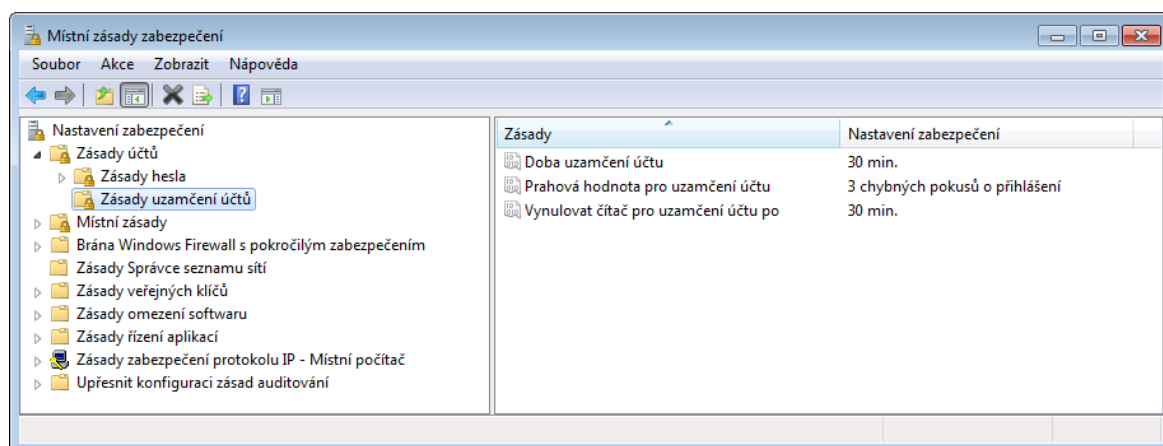 Místní zásady zabezpečení
Soubor Akce Zobrazit Nápověda
Nastavení zabezpečení
Zásady účtů
Zásady hesla
Zásady uzamčení účtů
Místní zásady
Brána Windows Firewall s pokročilým zabezpečením
Zásady Správce seznamu sítí
Zásady veřejných klíčů
Zásady omezení softwaru
Zásady řízení aplikací
Zásady zabezpečení protokolu IP - Místní počítač
Upřesnit konfiguraci zásad auditování
Zásady Nastavení zabezpečení
Doba uzamčení účtu 30 min.
Prahová hodnota pro uzamčení účtu 3 chybných pokusů o přihlášení
Vynulovat čítač pro uzamčení účtu po 30 min.